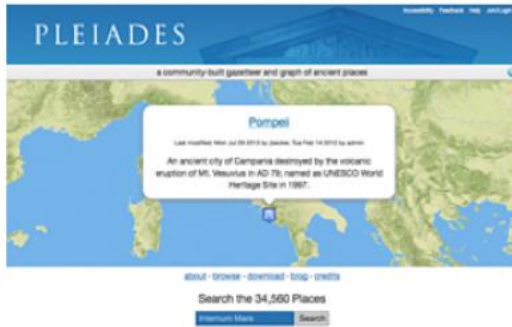 Accessibility Feedback Help Join/Login
PLEIADES
a community-built gazetteer and graph of ancient places
Pompeii
An ancient city of Campania destroyed by the volcanic
eruption of Mt. Vesuvius in AD 79; named as UNESCO World
Heritage Site in 1997.
about - browse - download - blog - credits
Search the 34,560 Places
Internum Mare Search